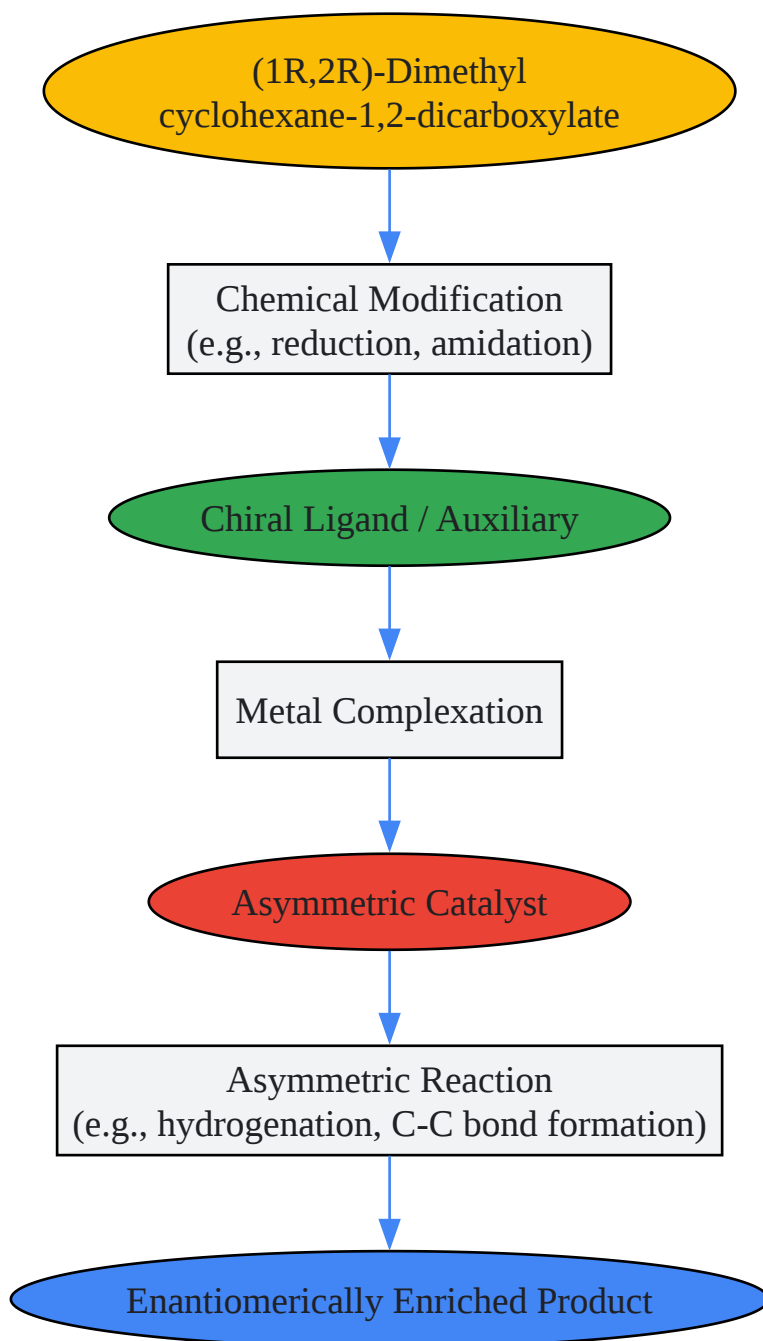 (1R,2R)-Dimethyl
cyclohexane-1,2-dicarboxylate
Chemical Modification
(e.g., reduction, amidation)
Chiral Ligand / Auxiliary
Metal Complexation
Asymmetric Catalyst
Asymmetric Reaction
(e.g., hydrogenation, C-C bond formation)
Enantiomerically Enriched Product